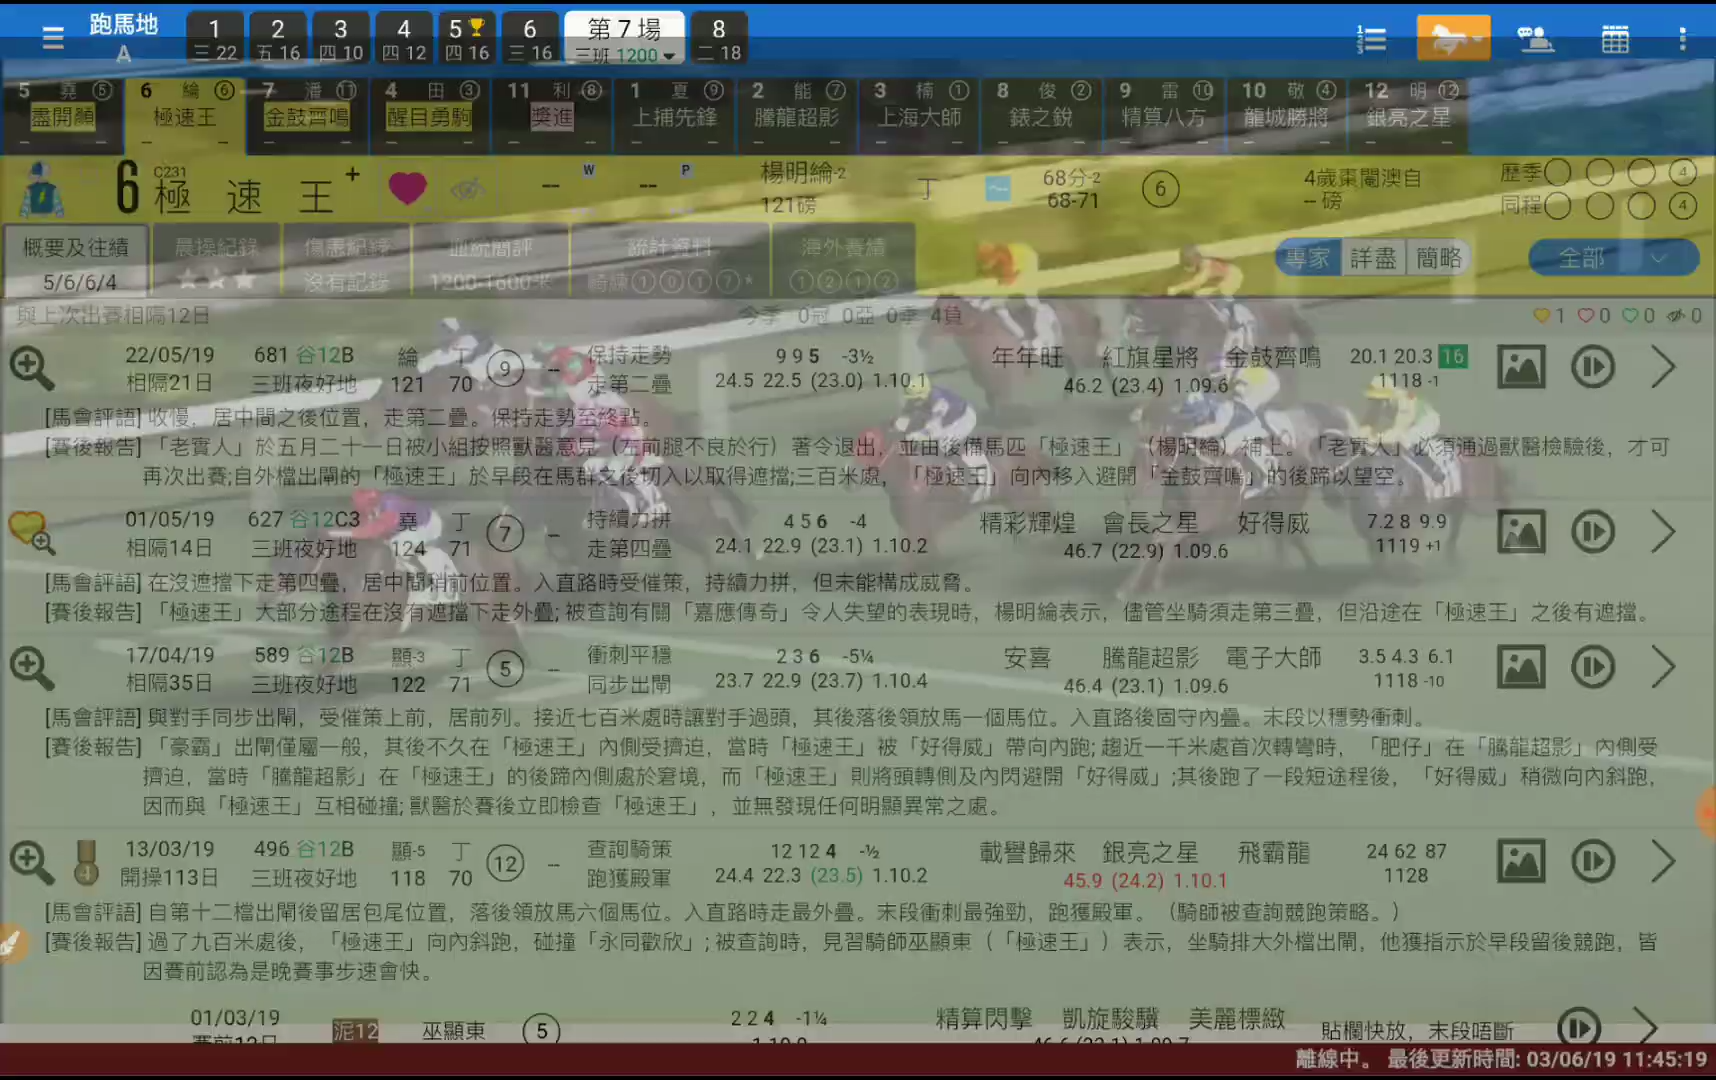 跑馬地 A
1 三 22
2 五 16
3 四 10
4 四 12
5 四 16
6 三 16
第 7 場 三班 1200
8 二 18
5 堯 ⑤ 盡開顏 – –
6 綸 ⑥ 極速王 – –
7 潘 ⑪ 金鼓齊鳴 – –
4 田 ③ 醒目勇駒 – –
11 利 ⑧ 獎進 – –
1 夏 ⑨ 上捕先鋒 – –
2 能 ⑦ 騰龍超影 – –
3 楠 ① 上海大師 – –
8 俊 ② 錶之銳 – –
9 雷 ⑩ 精算八方 – –
10 敬 ④ 龍城勝將 – –
12 明 ⑫ 銀亮之星 – –
6 C231 極速王 +
-- W -- P
楊明綸-2 121磅
丁
68分-2 68-71
⑥
4歲棗閹澳自 -- 磅
歷季 ④
同程 ④
概要及往績 5/6/6/4
晨操紀錄 ★★★
傷患紀錄 沒有記錄
血統簡評 1200-1600米
統計資料 騎練①⓪①⑦*
海外賽績 ①②①②
專家 詳盡 簡略
全部
與上次出賽相隔12日
今季 0冠 0亞 0季 4負
1 0 0 0
22/05/19 681 谷12B 綸 丁 ⑨ -- 保持走勢 9 9 5 -3½ 年年旺 紅旗星將 金鼓齊鳴 20.1 20.3 16
相隔21日 三班夜好地 121 70 走第二疊 24.5 22.5 (23.0) 1.10.1 46.2 (23.4) 1.09.6 1118 -1
[馬會評語] 收慢，居中間之後位置，走第二疊。保持走勢至終點。
[賽後報告] 「老實人」於五月二十一日被小組按照獸醫意見（左前腿不良於行）著令退出，並由後備馬匹「極速王」（楊明綸）補上。「老實人」必須通過獸醫檢驗後，才可
再次出賽;自外檔出閘的「極速王」於早段在馬群之後切入以取得遮擋;三百米處，「極速王」向內移入避開「金鼓齊鳴」的後蹄以望空。
01/05/19 627 谷12C3 堯 丁 ⑦ -- 持續力拼 4 5 6 -4 精彩輝煌 會長之星 好得威 7.2 8 9.9
相隔14日 三班夜好地 124 71 走第四疊 24.1 22.9 (23.1) 1.10.2 46.7 (22.9) 1.09.6 1119 +1
[馬會評語] 在沒遮擋下走第四疊，居中間稍前位置。入直路時受催策，持續力拼，但未能構成威脅。
[賽後報告] 「極速王」大部分途程在沒有遮擋下走外疊; 被查詢有關「嘉應傳奇」令人失望的表現時，楊明綸表示，儘管坐騎須走第三疊，但沿途在「極速王」之後有遮擋。
17/04/19 589 谷12B 顯-3 丁 ⑤ -- 衝刺平穩 2 3 6 -5¼ 安喜 騰龍超影 電子大師 3.5 4.3 6.1
相隔35日 三班夜好地 122 71 同步出閘 23.7 22.9 (23.7) 1.10.4 46.4 (23.1) 1.09.6 1118 -10
[馬會評語] 與對手同步出閘，受催策上前，居前列。接近七百米處時讓對手過頭，其後落後領放馬一個馬位。入直路後固守內疊。末段以穩勢衝刺。
[賽後報告] 「豪霸」出閘僅屬一般，其後不久在「極速王」內側受擠迫，當時「極速王」被「好得威」帶向內跑; 趨近一千米處首次轉彎時，「肥仔」在「騰龍超影」內側受
擠迫，當時「騰龍超影」在「極速王」的後蹄內側處於窘境，而「極速王」則將頭轉側及內閃避開「好得威」;其後跑了一段短途程後，「好得威」稍微向內斜跑，
因而與「極速王」互相碰撞; 獸醫於賽後立即檢查「極速王」，並無發現任何明顯異常之處。
13/03/19 496 谷12B 顯-5 丁 ⑫ -- 查詢騎策 12 12 4 -½ 載譽歸來 銀亮之星 飛霸龍 24 62 87
4 開操113日 三班夜好地 118 70 跑獲殿軍 24.4 22.3 (23.5) 1.10.2 45.9 (24.2) 1.10.1 1128
[馬會評語] 自第十二檔出閘後留居包尾位置，落後領放馬六個馬位。入直路時走最外疊。末段衝刺最強勁，跑獲殿軍。（騎師被查詢競跑策略。）
[賽後報告] 過了九百米處後，「極速王」向內斜跑，碰撞「永同歡欣」; 被查詢時，見習騎師巫顯東（「極速王」）表示，坐騎排大外檔出閘，他獲指示於早段留後競跑，皆
因賽前認為是晚賽事步速會快。
01/03/19 泥12 巫顯東 ⑤ 2 2 4 -1¼ 精算閃擊 凱旋駿驥 美麗標緻 貼欄快放，末段唔斷
離線中。 最後更新時間: 03/06/19 11:45:19